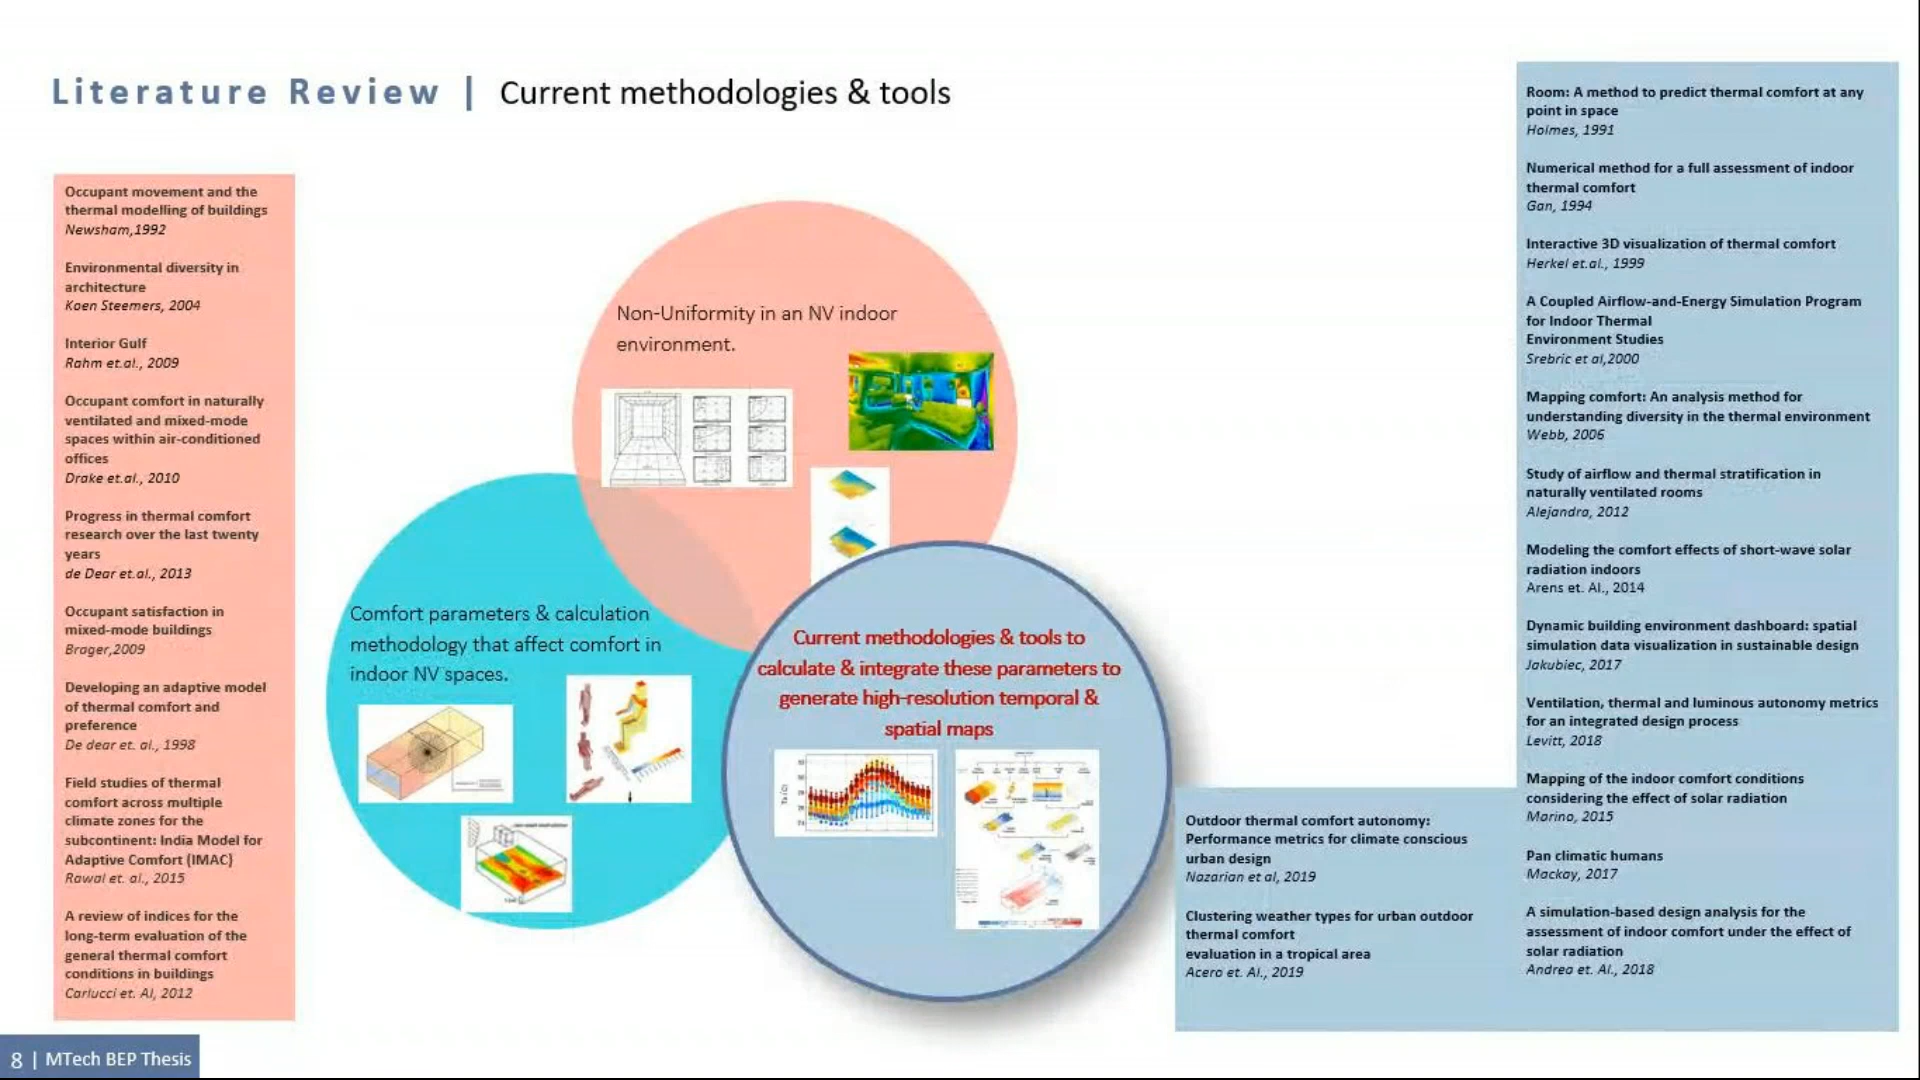 Literature Review | Current methodologies & tools
Occupant movement and the
thermal modelling of buildings
Newsham,1992
Environmental diversity in
architecture
Koen Steemers, 2004
Interior Gulf
Rahm et.al., 2009
Occupant comfort in naturally
ventilated and mixed-mode
spaces within air-conditioned
offices
Drake et.al., 2010
Progress in thermal comfort
research over the last twenty
years
de Dear et.al., 2013
Occupant satisfaction in
mixed-mode buildings
Brager,2009
Developing an adaptive model
of thermal comfort and
preference
De dear et. al., 1998
Field studies of thermal
comfort across multiple
climate zones for the
subcontinent: India Model for
Adaptive Comfort (IMAC)
Rawal et. al., 2015
A review of indices for the
long-term evaluation of the
general thermal comfort
conditions in buildings
Carlucci et. Al, 2012
Non-Uniformity in an NV indoor
environment.
Comfort parameters & calculation
methodology that affect comfort in
indoor NV spaces.
Current methodologies & tools to
calculate & integrate these parameters to
generate high-resolution temporal &
spatial maps
Outdoor thermal comfort autonomy:
Performance metrics for climate conscious
urban design
Nazarian et al, 2019
Clustering weather types for urban outdoor
thermal comfort
evaluation in a tropical area
Acero et. Al., 2019
Room: A method to predict thermal comfort at any
point in space
Holmes, 1991
Numerical method for a full assessment of indoor
thermal comfort
Gan, 1994
Interactive 3D visualization of thermal comfort
Herkel et.al., 1999
A Coupled Airflow-and-Energy Simulation Program
for Indoor Thermal
Environment Studies
Srebric et al,2000
Mapping comfort: An analysis method for
understanding diversity in the thermal environment
Webb, 2006
Study of airflow and thermal stratification in
naturally ventilated rooms
Alejandra, 2012
Modeling the comfort effects of short-wave solar
radiation indoors
Arens et. Al., 2014
Dynamic building environment dashboard: spatial
simulation data visualization in sustainable design
Jakubiec, 2017
Ventilation, thermal and luminous autonomy metrics
for an integrated design process
Levitt, 2018
Mapping of the indoor comfort conditions
considering the effect of solar radiation
Marino, 2015
Pan climatic humans
Mackay, 2017
A simulation-based design analysis for the
assessment of indoor comfort under the effect of
solar radiation
Andrea et. Al., 2018
8 | MTech BEP Thesis